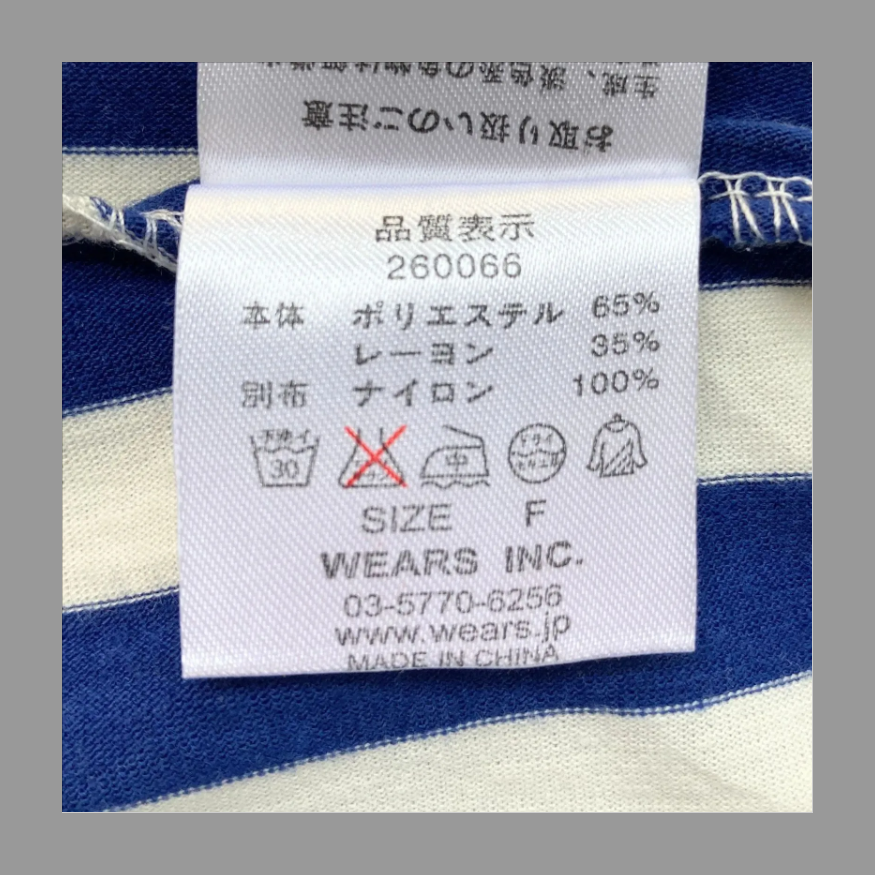 お取り扱いのご注意
品質表示
260066
本体 ポリエステル 65%
レーヨン 35%
別布 ナイロン 100%
30 中 ドライ
SIZE F
WEARS INC.
03-5770-6256
www.wears.jp
MADE IN CHINA